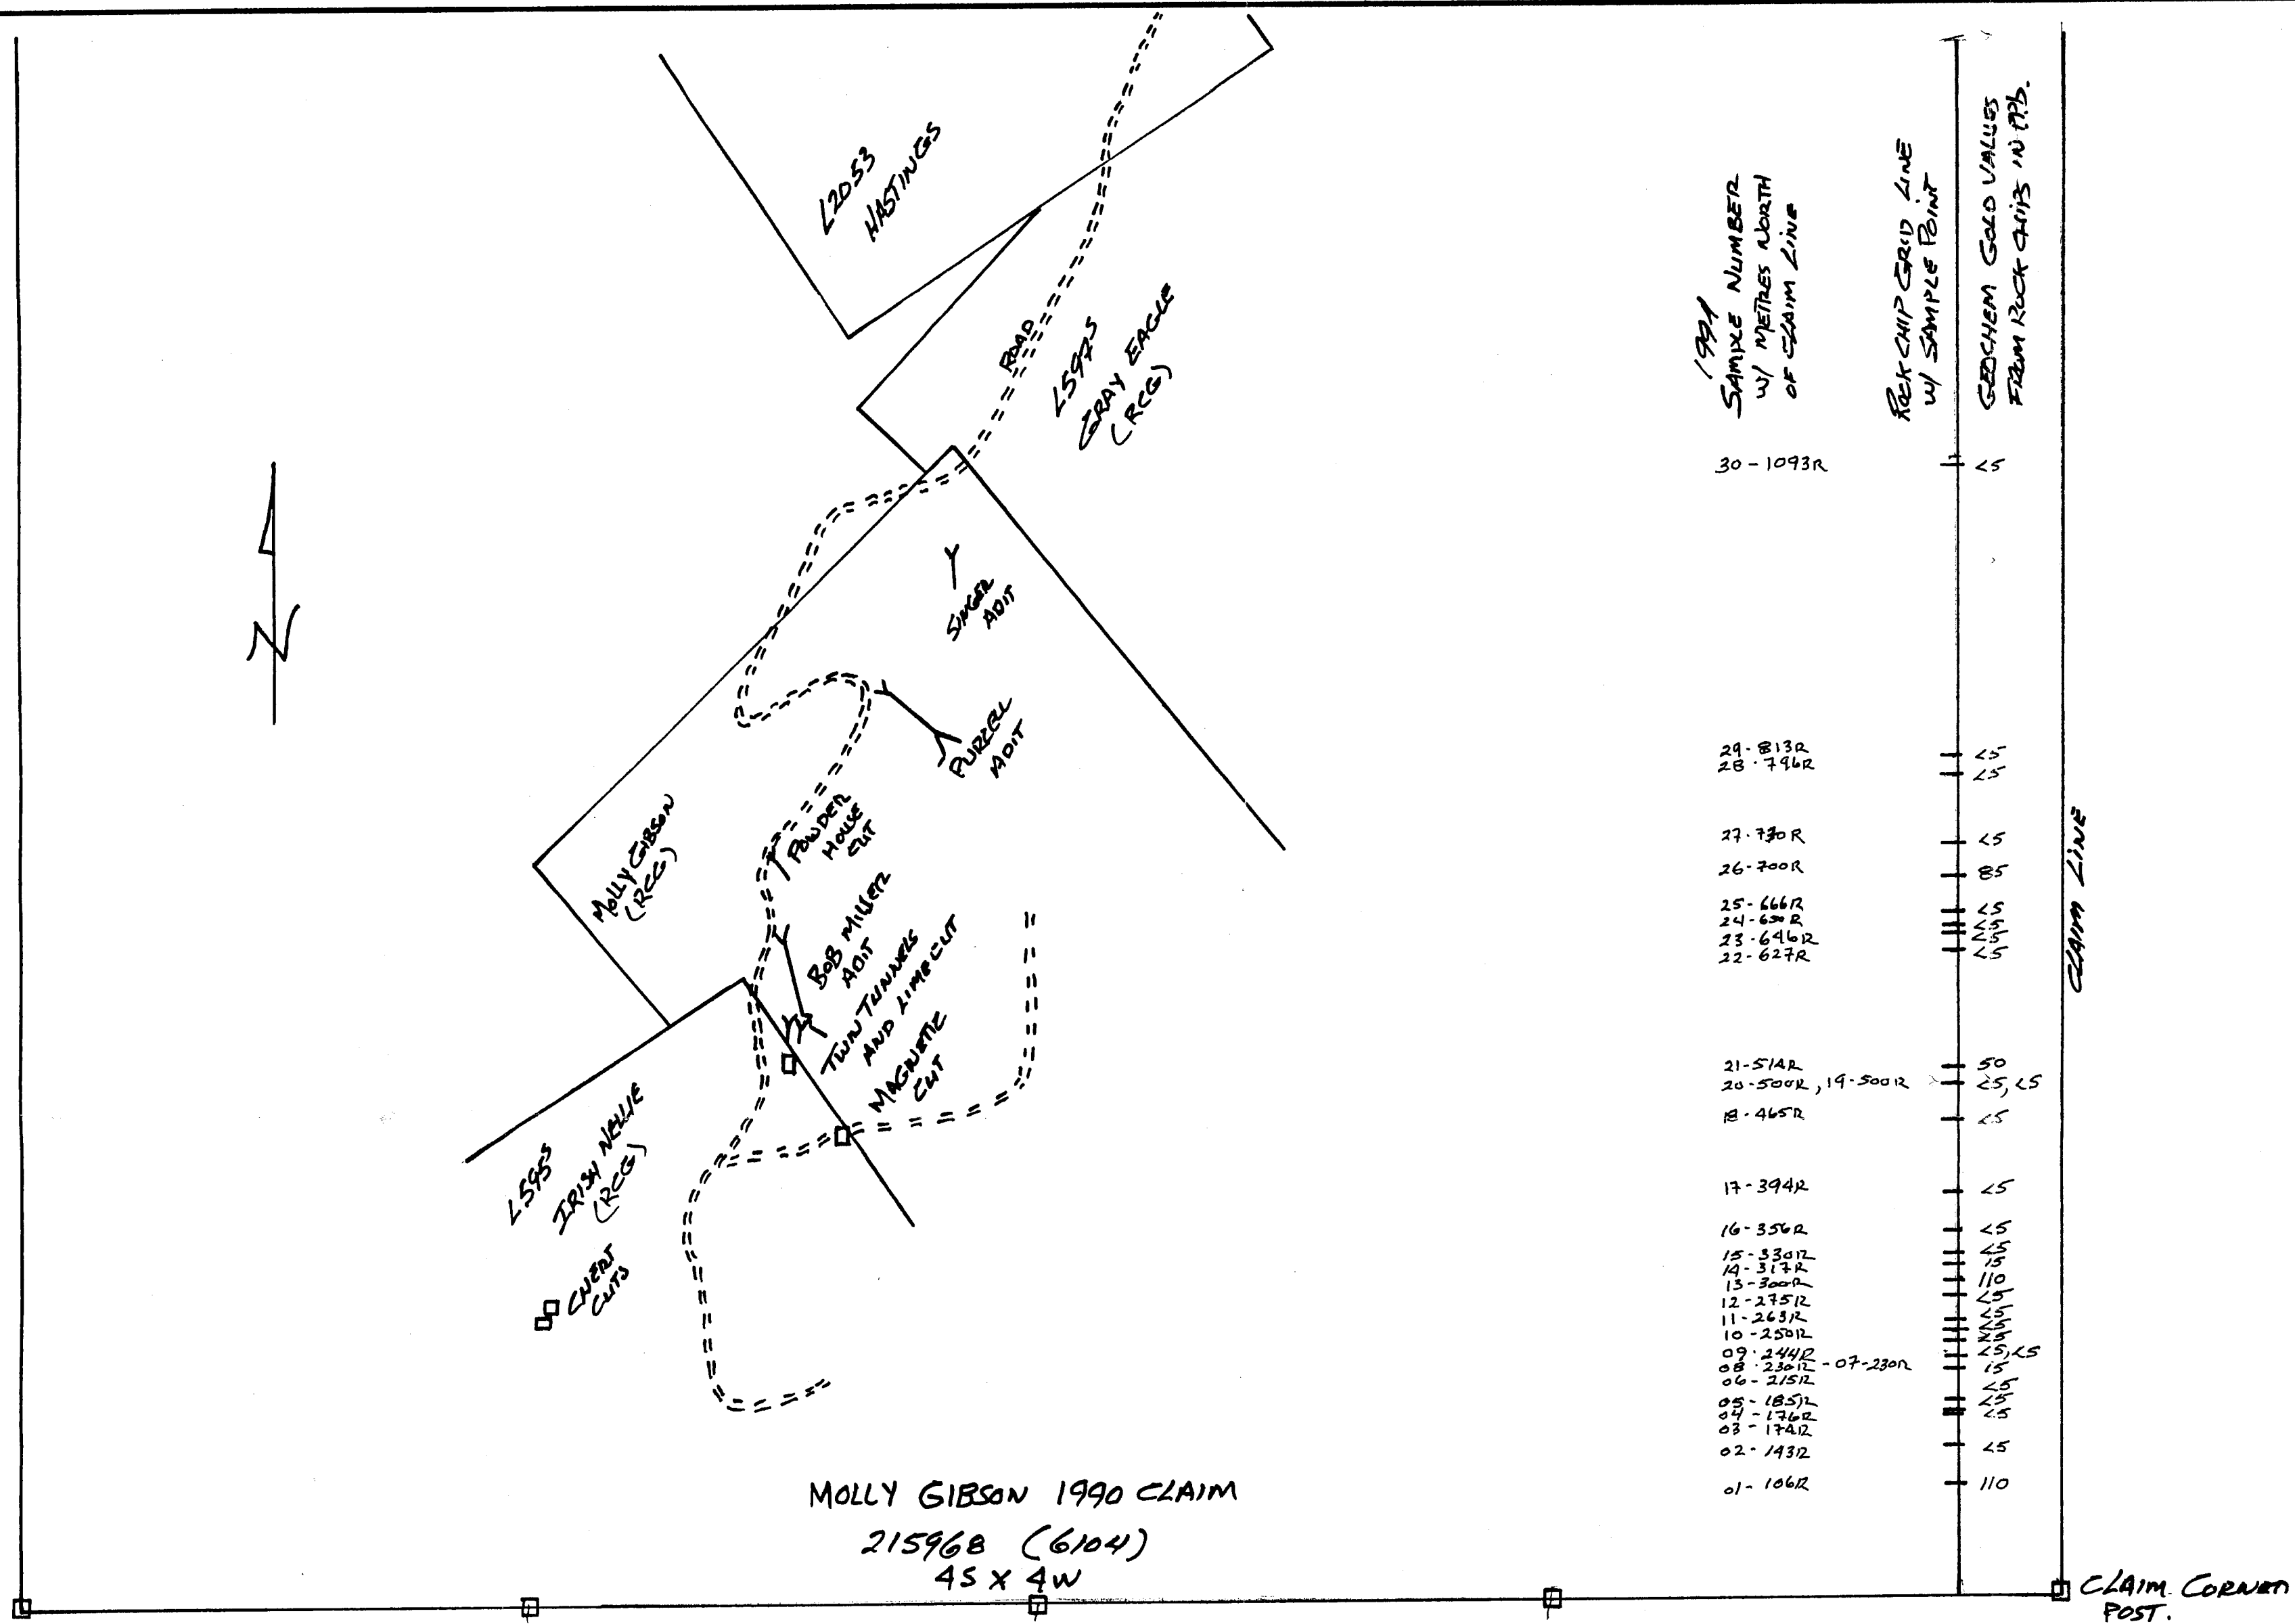 L2053
HASTINGS
ROAD
L597S
GRAY EAGLE
(RCG)
N
SINGER
ADIT
PURCELL
ADIT
POWDER
HOUSE
CUT
MOLLY GIBSON
(RCG)
BOB MILLER
ADIT
TWIN TUNNELS
AND LIME CUT
MAGNETIC
CUT
L595S
IRISH NELLIE
(RCG)
CHERT
CUTS
MOLLY GIBSON 1990 CLAIM
215968 (6104)
4S X 4W
1991
SAMPLE NUMBER
W/ METRES NORTH
OF CLAIM LINE
ROCK CHIP GRID LINE
W/ SAMPLE POINT
GEOCHEM GOLD VALUES
FROM ROCK CHIPS IN PPB.
30-1093R <5
29-813R <5
28-796R <5
27-730R <5
26-700R 85
25-666R <5
24-650R <5
23-646R <5
22-627R <5
21-514R 50
20-500R, 19-500R <5, <5
18-465R <5
17-394R <5
16-356R <5
15-330R <5
14-317R 15
13-300R 110
12-275R <5
11-263R <5
10-250R <5
09-244R <5, <5
08-230R - 07-230R 15
06-215R <5
05-185R <5
04-176R <5
03-174R
02-143R <5
01-106R 110
CLAIM LINE
CLAIM CORNER
POST.